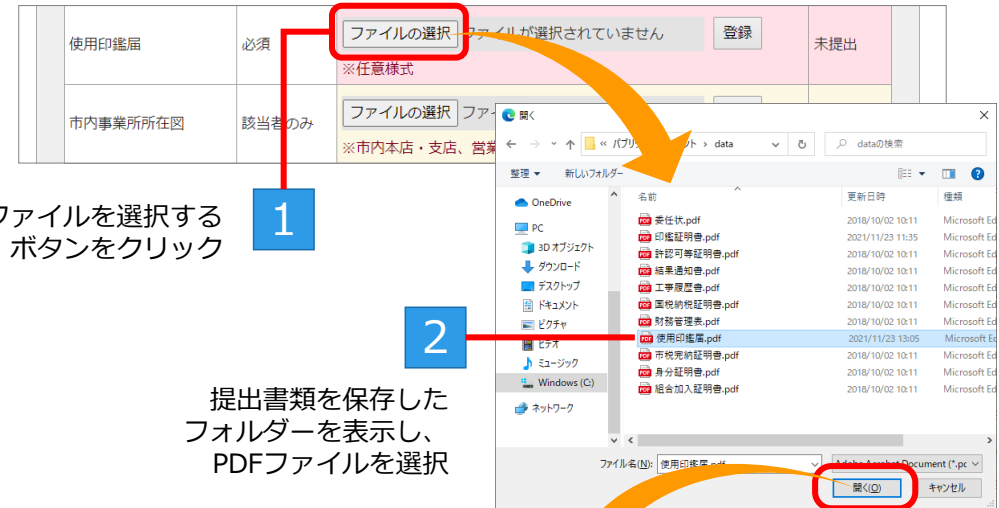 使用印鑑届
必須
ファイルの選択
ファイルが選択されていません
登録
未提出
※任意様式
市内事業所所在図
該当者のみ
ファイルの選択
※市内本店・支店、営業
1
ファイルを選択する
ボタンをクリック
2
提出書類を保存した
フォルダーを表示し、
PDFファイルを選択
開く
data
dataの検索
整理
新しいフォルダー
OneDrive
PC
3D オブジェクト
ダウンロード
デスクトップ
ドキュメント
ピクチャ
ビデオ
ミュージック
Windows (C:)
ネットワーク
名前 更新日時 種類
委任状.pdf 2018/10/02 10:11 Microsoft Ed
印鑑証明書.pdf 2021/11/23 11:35 Microsoft Ed
許認可等証明書.pdf 2018/10/02 10:11 Microsoft Ed
結果通知書.pdf 2018/10/02 10:11 Microsoft Ed
工事履歴書.pdf 2018/10/02 10:11 Microsoft Ed
国税納税証明書.pdf 2018/10/02 10:11 Microsoft Ed
財務管理表.pdf 2018/10/02 10:11 Microsoft Ed
使用印鑑届.pdf 2021/11/23 13:05 Microsoft Ed
市税完納証明書.pdf 2018/10/02 10:11 Microsoft Ed
身分証明書.pdf 2018/10/02 10:11 Microsoft Ed
組合加入証明書.pdf 2018/10/02 10:11 Microsoft Ed
ファイル名(N): 使用印鑑届.pdf
Adobe Acrobat Document (*.pc
開く(O)
キャンセル